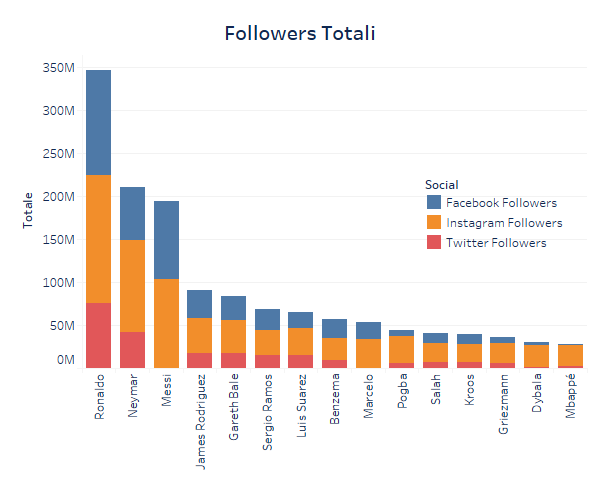 Followers Totali
350M
300M
250M
200M
150M
100M
50M
0M
Totale
Social
Facebook Followers
Instagram Followers
Twitter Followers
Ronaldo
Neymar
Messi
James Rodriguez
Gareth Bale
Sergio Ramos
Luis Suarez
Benzema
Marcelo
Pogba
Salah
Kroos
Griezmann
Dybala
Mbappé